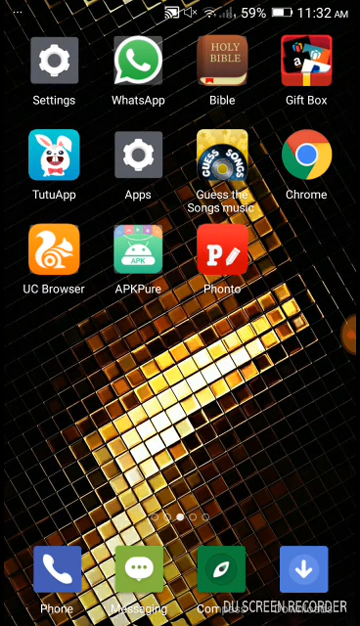 ... 59% 11:32 AM
HOLY
BIBLE
Settings WhatsApp Bible Gift Box
GUESS SONGS
TutuApp Apps Guess the Chrome
Songs music
APK
P
UC Browser APKPure Phonto
Phone Messaging DU SCREEN RECORDER